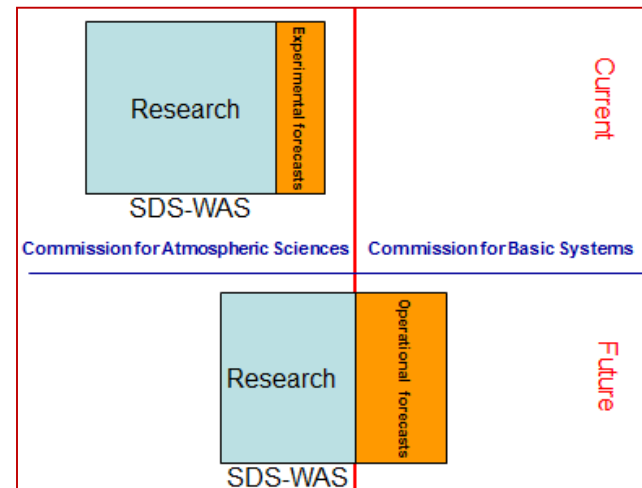 Research
Experimental forecasts
Current
SDS-WAS
Commission for Atmospheric Sciences
Commission for Basic Systems
Research
Operational forecasts
Future
SDS-WAS